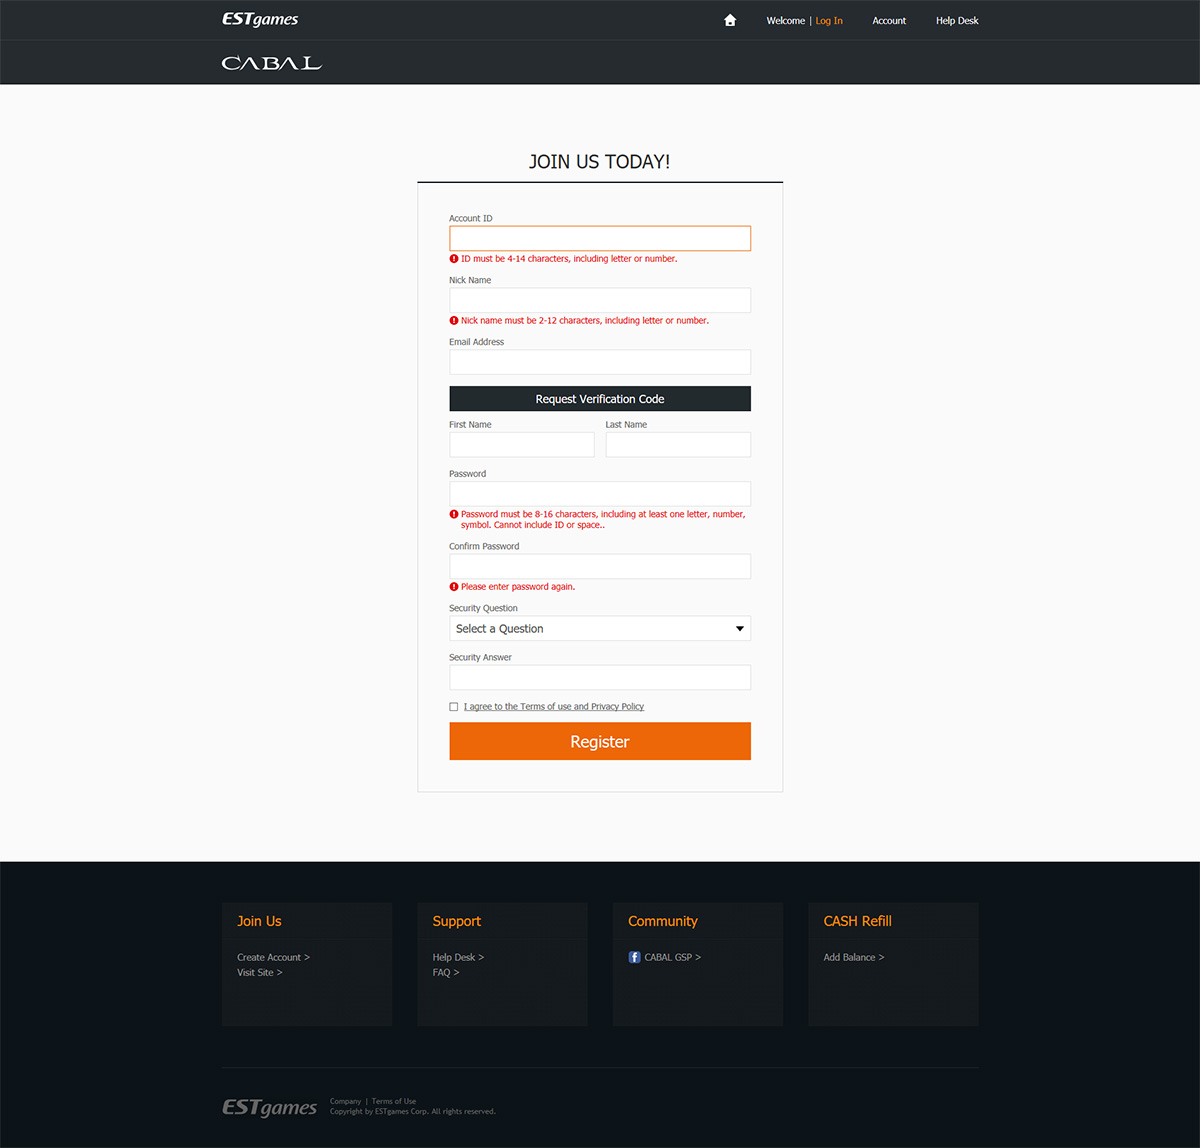 ESTgames
Welcome | Log In
Account
Help Desk
CABAL
JOIN US TODAY!
Account ID
ID must be 4-14 characters, including letter or number.
Nick Name
Nick name must be 2-12 characters, including letter or number.
Email Address
Request Verification Code
First Name
Last Name
Password
Password must be 8-16 characters, including at least one letter, number,
symbol. Cannot include ID or space..
Confirm Password
Please enter password again.
Security Question
Select a Question
Security Answer
I agree to the Terms of use and Privacy Policy
Register
Join Us
Create Account >
Visit Site >
Support
Help Desk >
FAQ >
Community
CABAL GSP >
CASH Refill
Add Balance >
ESTgames
Company | Terms of Use
Copyright by ESTgames Corp. All rights reserved.